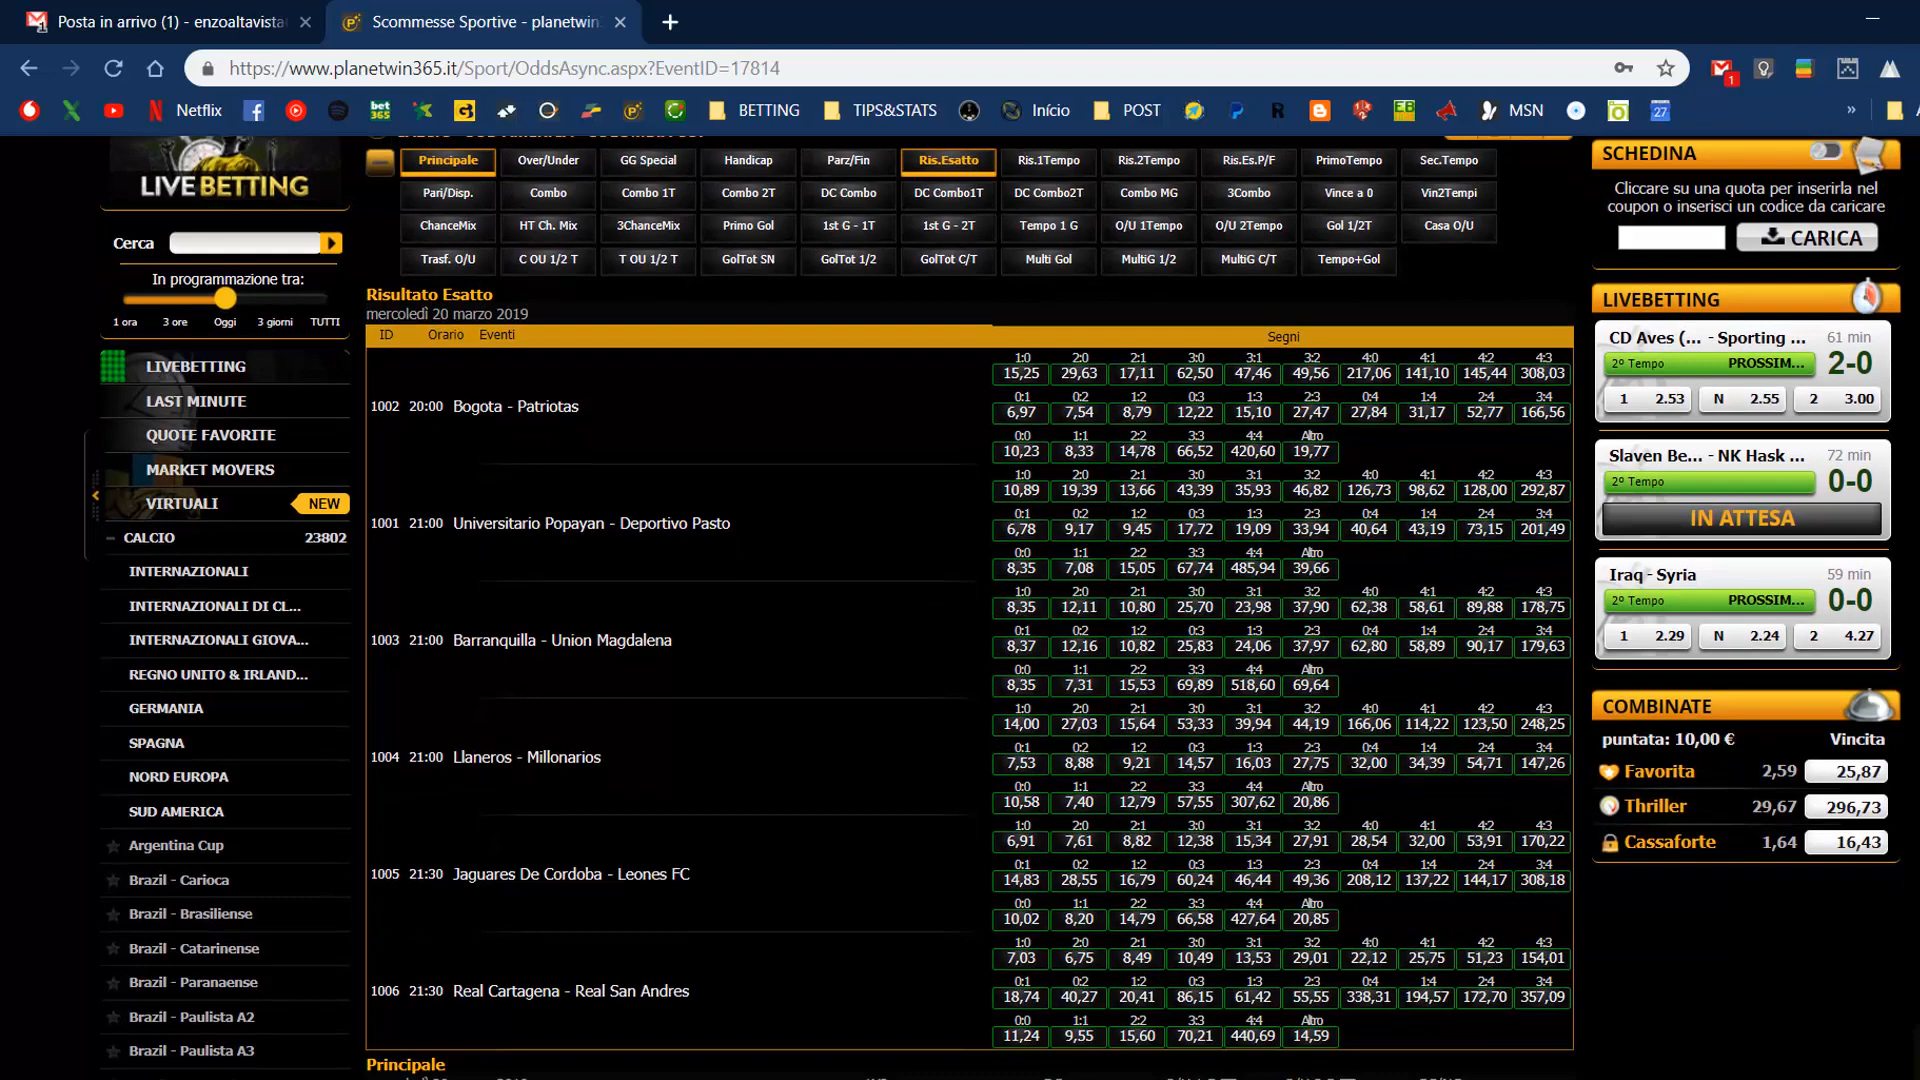 Posta in arrivo (1) - enzoaltavista
Scommesse Sportive - planetwin
https://www.planetwin365.it/Sport/OddsAsync.aspx?EventID=17814
1
Netflix
bet365
BETTING
TIPS&STATS
Início
POST
MSN
27
LIVE BETTING
Cerca
In programmazione tra:
1 ora 3 ore Oggi 3 giorni TUTTI
LIVEBETTING
LAST MINUTE
QUOTE FAVORITE
MARKET MOVERS
VIRTUALI NEW
CALCIO 23802
INTERNAZIONALI
INTERNAZIONALI DI CL...
INTERNAZIONALI GIOVA...
REGNO UNITO & IRLAND...
GERMANIA
SPAGNA
NORD EUROPA
SUD AMERICA
Argentina Cup
Brazil - Carioca
Brazil - Brasiliense
Brazil - Catarinense
Brazil - Paranaense
Brazil - Paulista A2
Brazil - Paulista A3
Principale Over/Under GG Special Handicap Parz/Fin Ris.Esatto Ris.1Tempo Ris.2Tempo Ris.Es.P/F PrimoTempo Sec.Tempo
Pari/Disp. Combo Combo 1T Combo 2T DC Combo DC Combo1T DC Combo2T Combo MG 3Combo Vince a 0 Vin2Tempi
ChanceMix HT Ch. Mix 3ChanceMix Primo Gol 1st G - 1T 1st G - 2T Tempo 1 G O/U 1Tempo O/U 2Tempo Gol 1/2T Casa O/U
Trasf. O/U C OU 1/2 T T OU 1/2 T GolTot SN GolTot 1/2 GolTot C/T Multi Gol MultiG 1/2 MultiG C/T Tempo+Gol
Risultato Esatto
mercoledì 20 marzo 2019
ID Orario Eventi Segni
1:0 2:0 2:1 3:0 3:1 3:2 4:0 4:1 4:2 4:3
15,25 29,63 17,11 62,50 47,46 49,56 217,06 141,10 145,44 308,03
0:1 0:2 1:2 0:3 1:3 2:3 0:4 1:4 2:4 3:4
1002 20:00 Bogota - Patriotas 6,97 7,54 8,79 12,22 15,10 27,47 27,84 31,17 52,77 166,56
0:0 1:1 2:2 3:3 4:4 Altro
10,23 8,33 14,78 66,52 420,60 19,77
1:0 2:0 2:1 3:0 3:1 3:2 4:0 4:1 4:2 4:3
10,89 19,39 13,66 43,39 35,93 46,82 126,73 98,62 128,00 292,87
0:1 0:2 1:2 0:3 1:3 2:3 0:4 1:4 2:4 3:4
1001 21:00 Universitario Popayan - Deportivo Pasto 6,78 9,17 9,45 17,72 19,09 33,94 40,64 43,19 73,15 201,49
0:0 1:1 2:2 3:3 4:4 Altro
8,35 7,08 15,05 67,74 485,94 39,66
1:0 2:0 2:1 3:0 3:1 3:2 4:0 4:1 4:2 4:3
8,35 12,11 10,80 25,70 23,98 37,90 62,38 58,61 89,88 178,75
0:1 0:2 1:2 0:3 1:3 2:3 0:4 1:4 2:4 3:4
1003 21:00 Barranquilla - Union Magdalena 8,37 12,16 10,82 25,83 24,06 37,97 62,80 58,89 90,17 179,63
0:0 1:1 2:2 3:3 4:4 Altro
8,35 7,31 15,53 69,89 518,60 69,64
1:0 2:0 2:1 3:0 3:1 3:2 4:0 4:1 4:2 4:3
14,00 27,03 15,64 53,33 39,94 44,19 166,06 114,22 123,50 248,25
0:1 0:2 1:2 0:3 1:3 2:3 0:4 1:4 2:4 3:4
1004 21:00 Llaneros - Millonarios 7,53 8,88 9,21 14,57 16,03 27,75 32,00 34,39 54,71 147,26
0:0 1:1 2:2 3:3 4:4 Altro
10,58 7,40 12,79 57,55 307,62 20,86
1:0 2:0 2:1 3:0 3:1 3:2 4:0 4:1 4:2 4:3
6,91 7,61 8,82 12,38 15,34 27,91 28,54 32,00 53,91 170,22
0:1 0:2 1:2 0:3 1:3 2:3 0:4 1:4 2:4 3:4
1005 21:30 Jaguares De Cordoba - Leones FC 14,83 28,55 16,79 60,24 46,44 49,36 208,12 137,22 144,17 308,18
0:0 1:1 2:2 3:3 4:4 Altro
10,02 8,20 14,79 66,58 427,64 20,85
1:0 2:0 2:1 3:0 3:1 3:2 4:0 4:1 4:2 4:3
7,03 6,75 8,49 10,49 13,53 29,01 22,12 25,75 51,23 154,01
0:1 0:2 1:2 0:3 1:3 2:3 0:4 1:4 2:4 3:4
1006 21:30 Real Cartagena - Real San Andres 18,74 40,27 20,41 86,15 61,42 55,55 338,31 194,57 172,70 357,09
0:0 1:1 2:2 3:3 4:4 Altro
11,24 9,55 15,60 70,21 440,69 14,59
Principale
SCHEDINA
Cliccare su una quota per inserirla nel
coupon o inserisci un codice da caricare
CARICA
LIVEBETTING
CD Aves (... - Sporting ... 61 min
2º Tempo PROSSIM... 2-0
1 2.53 N 2.55 2 3.00
Slaven Be... - NK Hask ... 72 min
2º Tempo 0-0
IN ATTESA
Iraq - Syria 59 min
2º Tempo PROSSIM... 0-0
1 2.29 N 2.24 2 4.27
COMBINATE
puntata: 10,00 € Vincita
Favorita 2,59 25,87
Thriller 29,67 296,73
Cassaforte 1,64 16,43